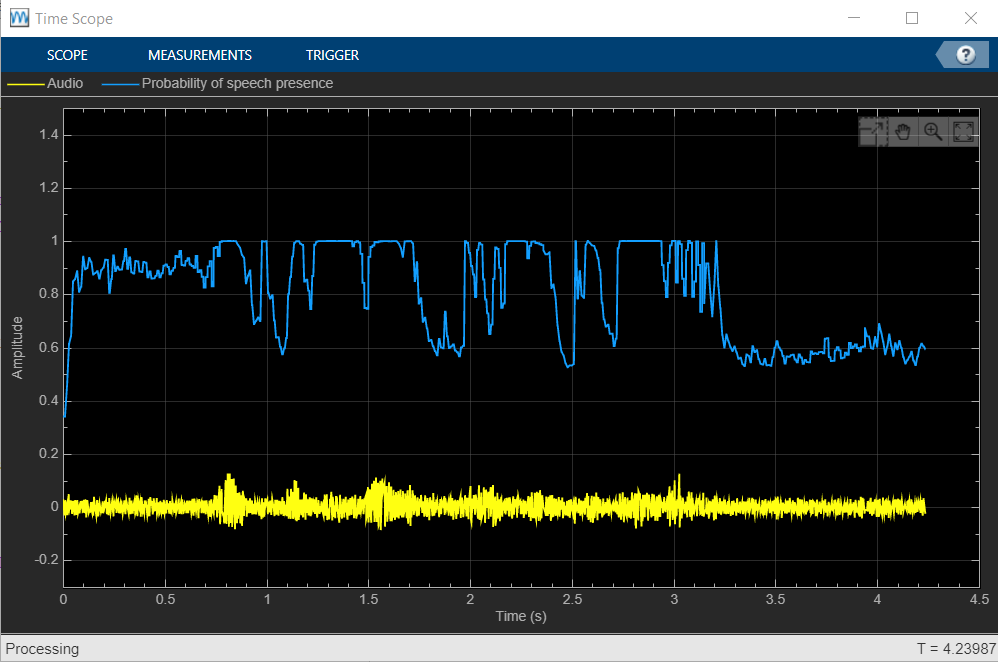 Time Scope
SCOPE MEASUREMENTS TRIGGER ?
Audio Probability of speech presence
1.4
1.2
1
0.8
0.6
0.4
0.2
0
-0.2
Amplitude
0 0.5 1 1.5 2 2.5 3 3.5 4 4.5
Time (s)
Processing T = 4.23987